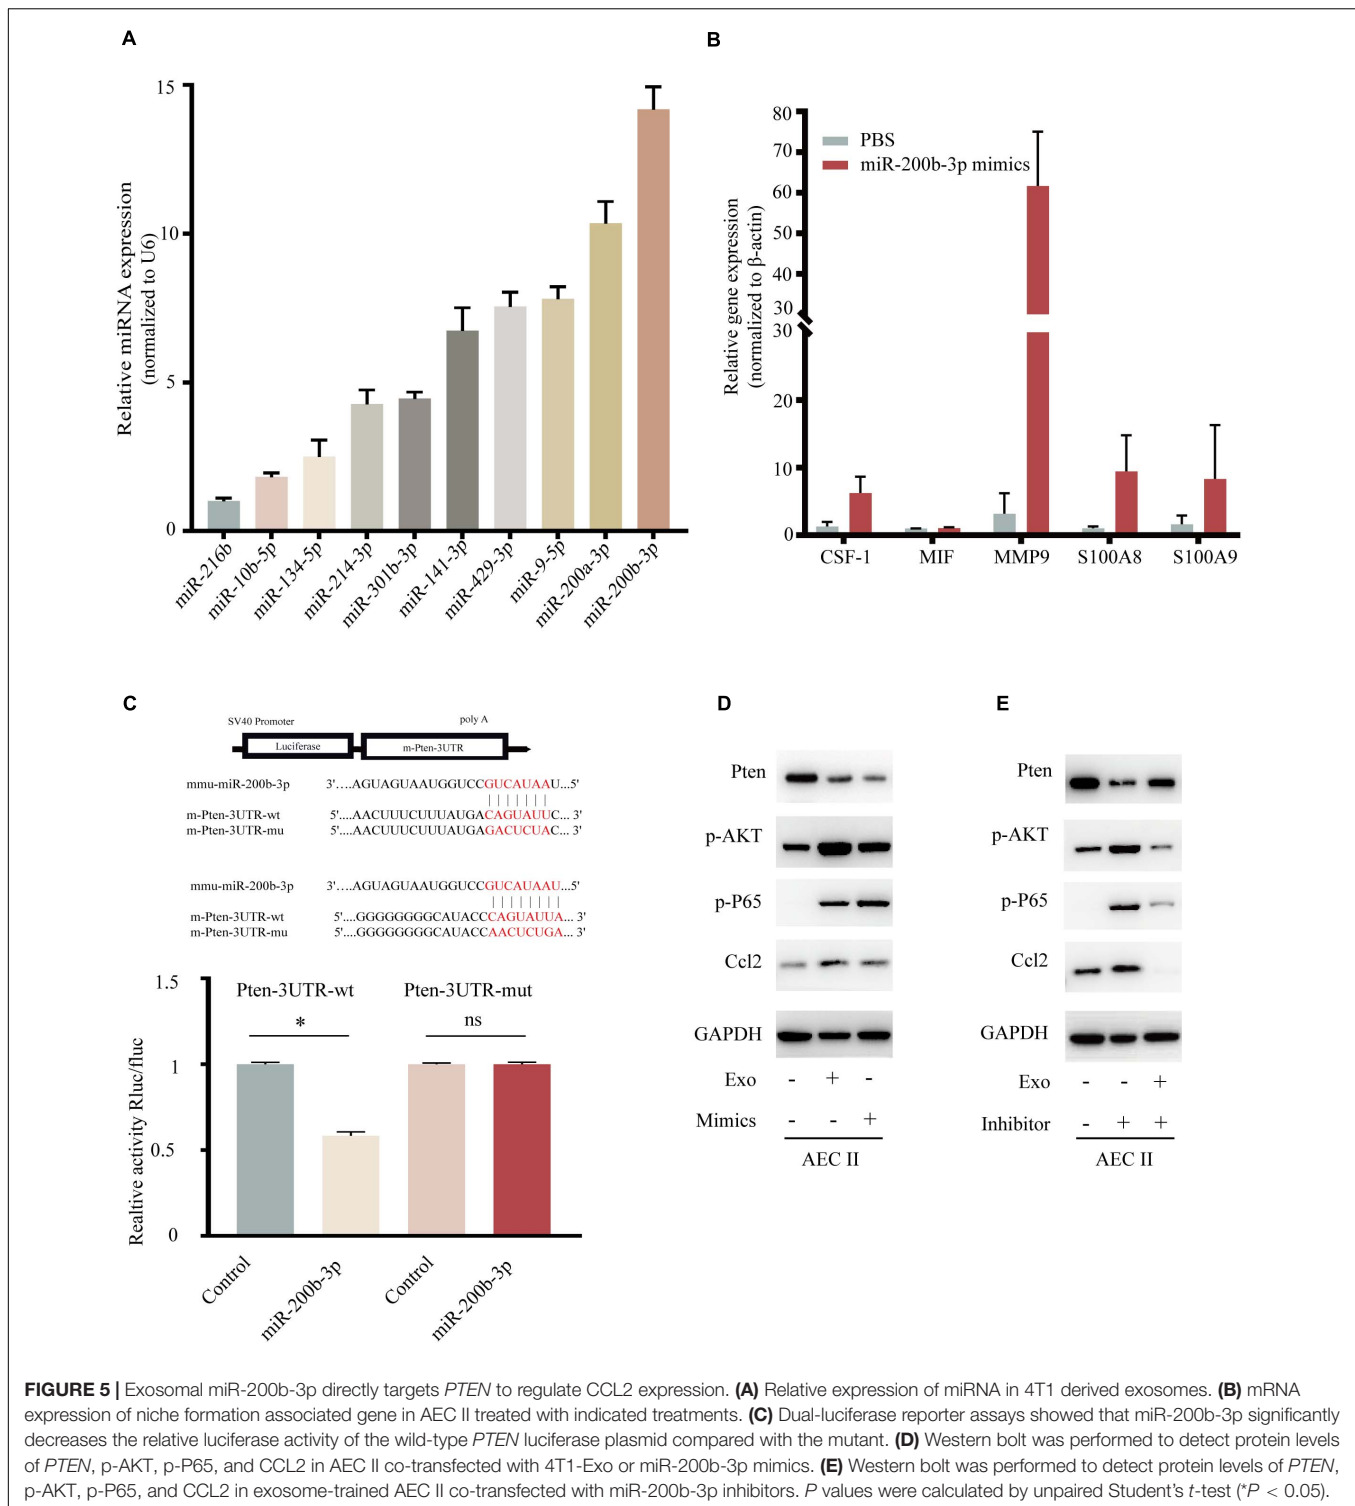 A
Relative miRNA expression
(normalized to U6)
15
10
5
0
miR-216b
miR-10b-5p
miR-134-5p
miR-214-3p
miR-301b-3p
miR-141-3p
miR-429-3p
miR-9-5p
miR-200a-3p
miR-200b-3p
B
Relative gene expression
(normalized to β-actin)
80
70
60
50
40
30
30
20
10
0
PBS
miR-200b-3p mimics
CSF-1
MIF
MMP9
S100A8
S100A9
C
SV40 Promoter
poly A
Luciferase
m-Pten-3UTR
mmu-miR-200b-3p 3'....AGUAGUAAUGGUCCGUCAUAAU...5'
m-Pten-3UTR-wt 5'....AACUUUCUUUAUGACAGUAUUC... 3'
m-Pten-3UTR-mu 5'....AACUUUCUUUAUGAGACUCUAC... 3'
mmu-miR-200b-3p 3'....AGUAGUAAUGGUCCGUCAUAAU...5'
m-Pten-3UTR-wt 5'....GGGGGGGGCAUACCCAGUAUUA... 3'
m-Pten-3UTR-mu 5'....GGGGGGGGCAUACCAACUCUGA... 3'
Realtive activity Rluc/fluc
1.5
1
0.5
0
Pten-3UTR-wt
Pten-3UTR-mut
*
ns
Control
miR-200b-3p
Control
miR-200b-3p
D
Pten
p-AKT
p-P65
Ccl2
GAPDH
Exo - + -
Mimics - - +
AEC II
E
Pten
p-AKT
p-P65
Ccl2
GAPDH
Exo - - +
Inhibitor - + +
AEC II
FIGURE 5 | Exosomal miR-200b-3p directly targets PTEN to regulate CCL2 expression. (A) Relative expression of miRNA in 4T1 derived exosomes. (B) mRNA
expression of niche formation associated gene in AEC II treated with indicated treatments. (C) Dual-luciferase reporter assays showed that miR-200b-3p significantly
decreases the relative luciferase activity of the wild-type PTEN luciferase plasmid compared with the mutant. (D) Western bolt was performed to detect protein levels
of PTEN, p-AKT, p-P65, and CCL2 in AEC II co-transfected with 4T1-Exo or miR-200b-3p mimics. (E) Western bolt was performed to detect protein levels of PTEN,
p-AKT, p-P65, and CCL2 in exosome-trained AEC II co-transfected with miR-200b-3p inhibitors. P values were calculated by unpaired Student's t-test (*P < 0.05).